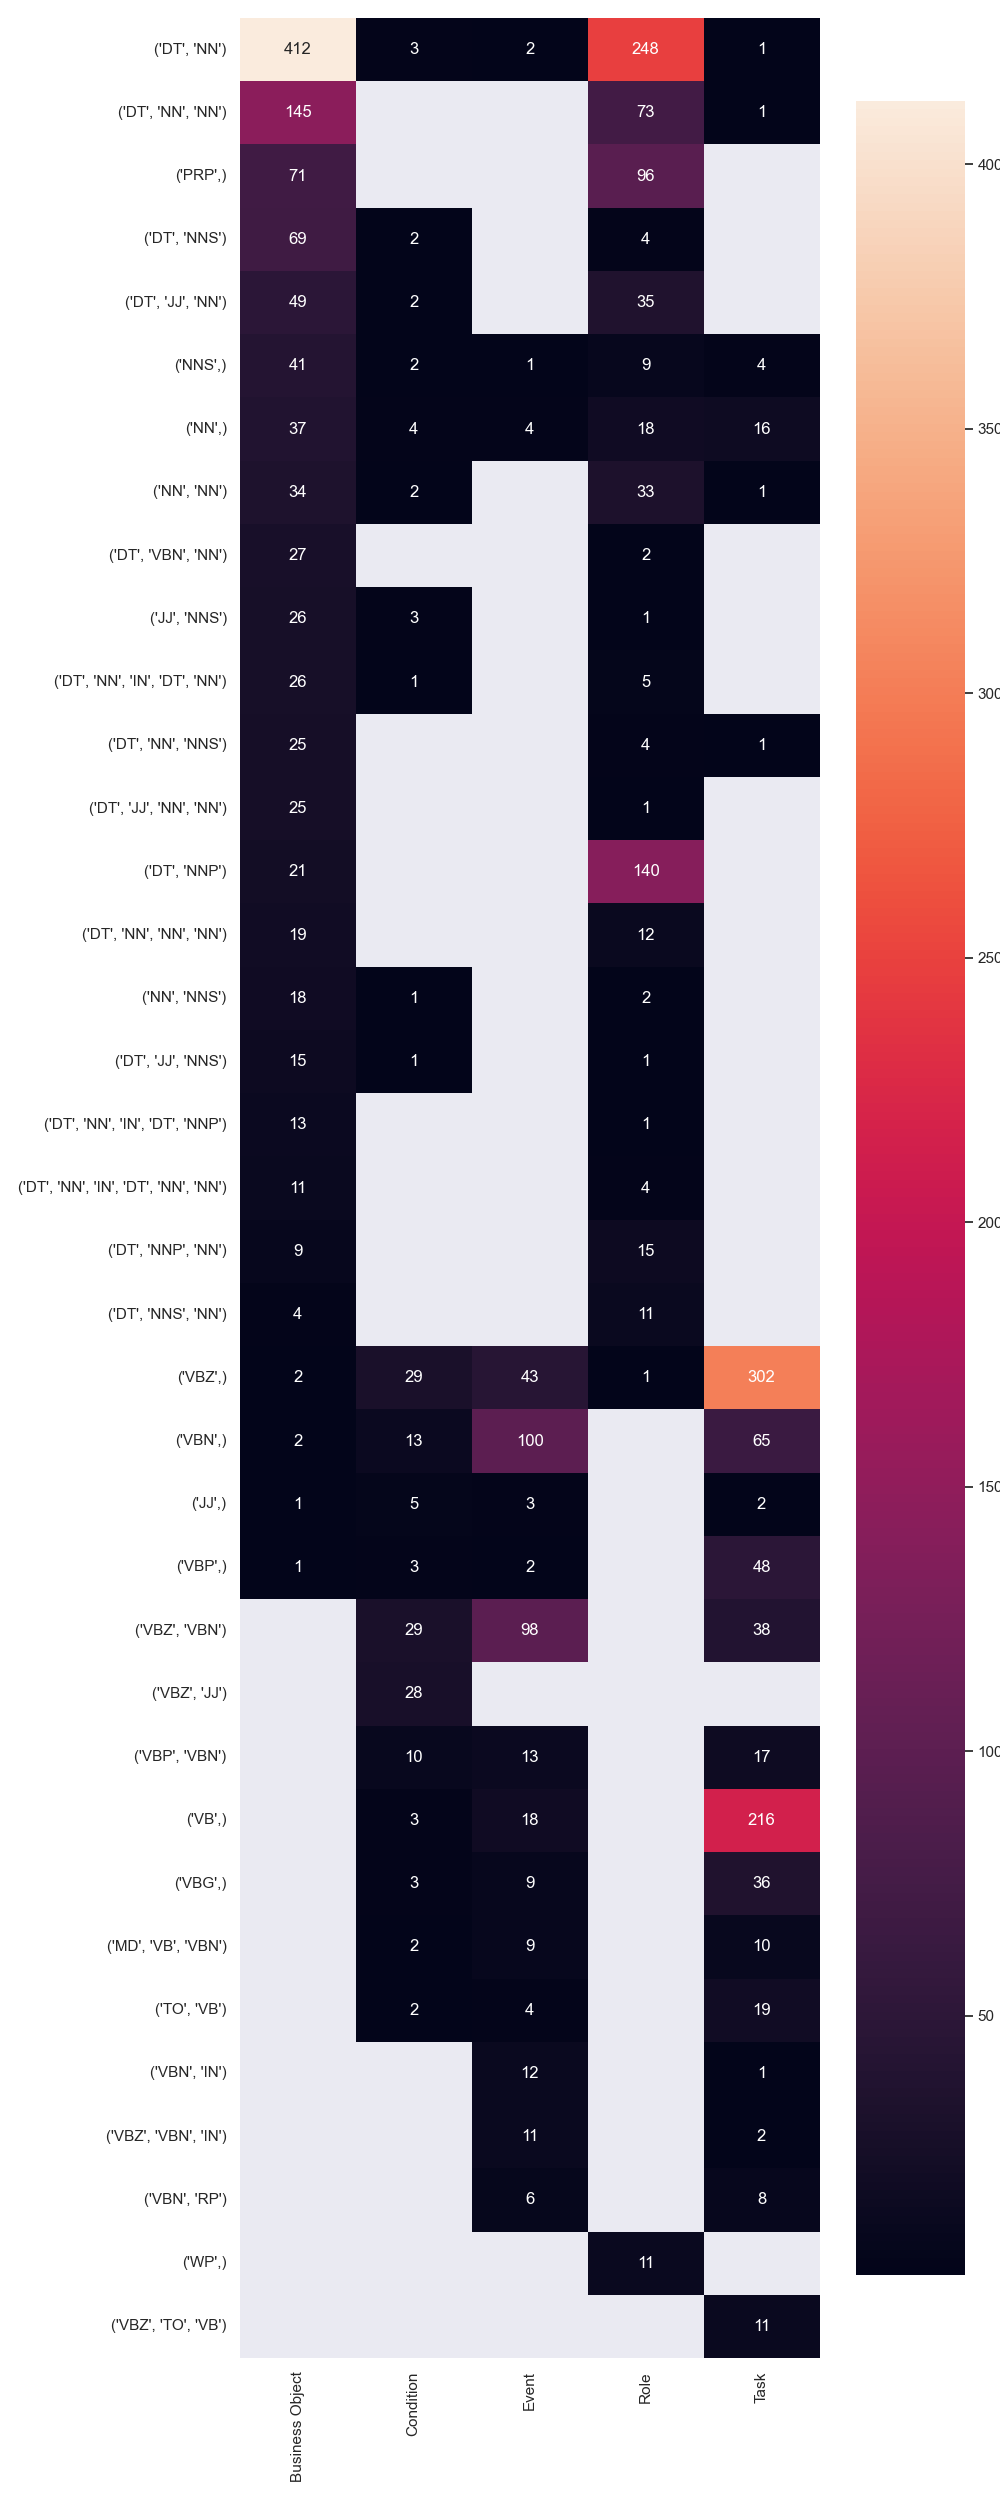 ('DT', 'NN') 412 3 2 248 1
('DT', 'NN', 'NN') 145 73 1
('PRP',) 71 96
('DT', 'NNS') 69 2 4
('DT', 'JJ', 'NN') 49 2 35
('NNS',) 41 2 1 9 4
('NN',) 37 4 4 18 16
('NN', 'NN') 34 2 33 1
('DT', 'VBN', 'NN') 27 2
('JJ', 'NNS') 26 3 1
('DT', 'NN', 'IN', 'DT', 'NN') 26 1 5
('DT', 'NN', 'NNS') 25 4 1
('DT', 'JJ', 'NN', 'NN') 25 1
('DT', 'NNP') 21 140
('DT', 'NN', 'NN', 'NN') 19 12
('NN', 'NNS') 18 1 2
('DT', 'JJ', 'NNS') 15 1 1
('DT', 'NN', 'IN', 'DT', 'NNP') 13 1
('DT', 'NN', 'IN', 'DT', 'NN', 'NN') 11 4
('DT', 'NNP', 'NN') 9 15
('DT', 'NNS', 'NN') 4 11
('VBZ',) 2 29 43 1 302
('VBN',) 2 13 100 65
('JJ',) 1 5 3 2
('VBP',) 1 3 2 48
('VBZ', 'VBN') 29 98 38
('VBZ', 'JJ') 28
('VBP', 'VBN') 10 13 17
('VB',) 3 18 216
('VBG',) 3 9 36
('MD', 'VB', 'VBN') 2 9 10
('TO', 'VB') 2 4 19
('VBN', 'IN') 12 1
('VBZ', 'VBN', 'IN') 11 2
('VBN', 'RP') 6 8
('WP',) 11
('VBZ', 'TO', 'VB') 11
Business Object
Condition
Event
Role
Task
400
350
300
250
200
150
100
50